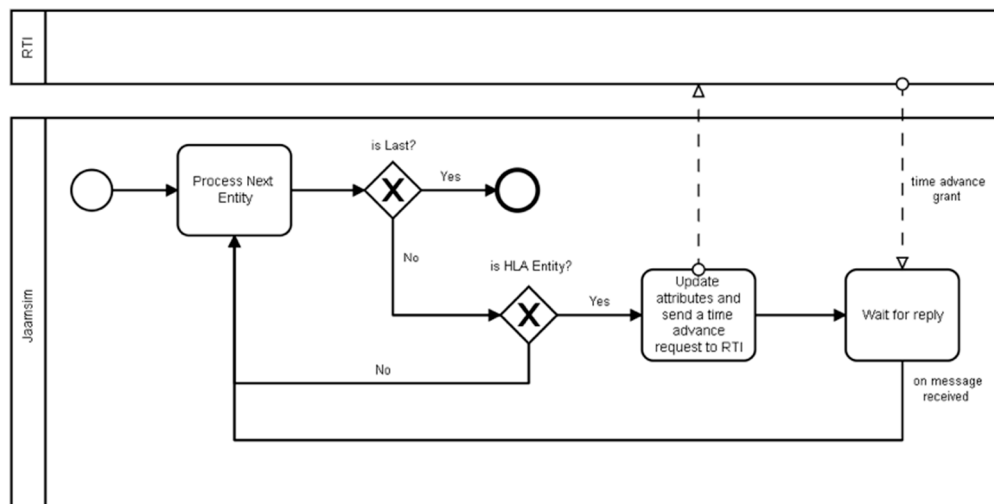 RTI
Jaamsim
is Last?
Process Next
Entity
Yes
No
time advance
grant
is HLA Entity?
Yes
Update
attributes and
send a time
advance
request to RTI
Wait for reply
No
on message
received